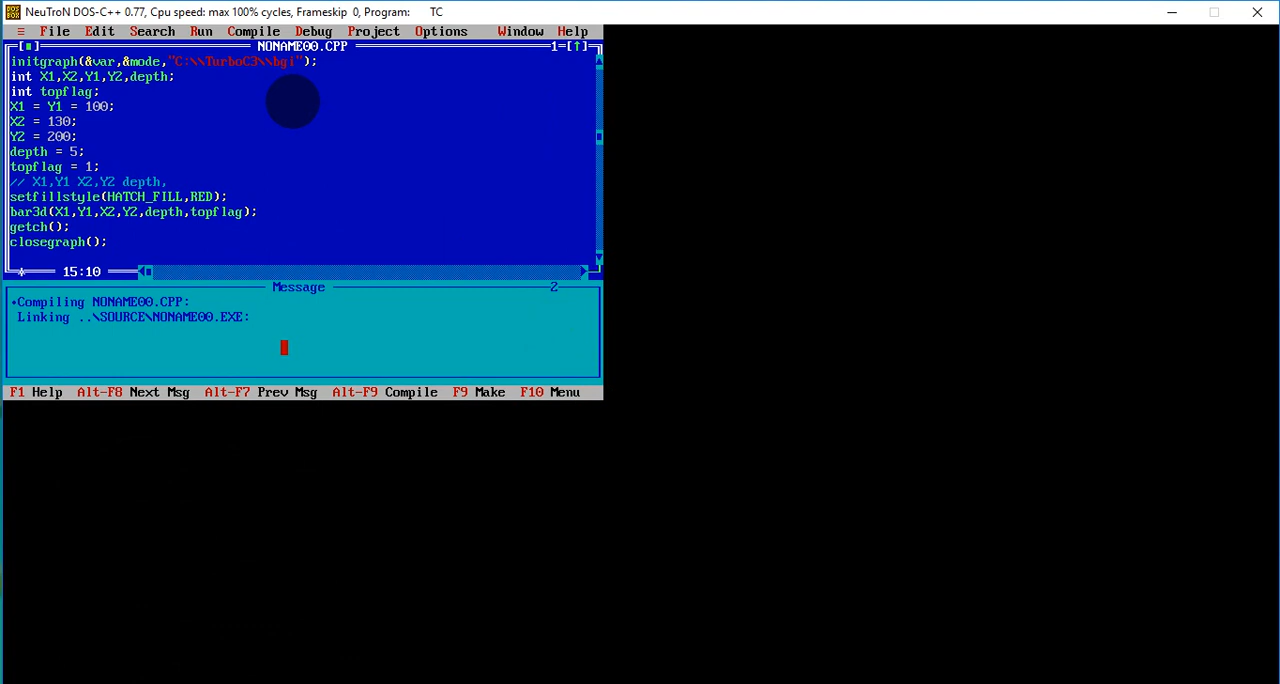 NeuTroN DOS-C++ 0.77, Cpu speed: max 100% cycles, Frameskip 0, Program: TC
≡ File Edit Search Run Compile Debug Project Options Window Help
[■] NONAME00.CPP 1=[↑]
initgraph(&var,&mode,"C:\\TurboC3\\bgi");
int X1,X2,Y1,Y2,depth;
int topflag;
X1 = Y1 = 100;
X2 = 130;
Y2 = 200;
depth = 5;
topflag = 1;
// X1,Y1 X2,Y2 depth,
setfillstyle(HATCH_FILL,RED);
bar3d(X1,Y1,X2,Y2,depth,topflag);
getch();
closegraph();
* 15:10
Message 2
•Compiling NONAME00.CPP:
Linking ..\SOURCE\NONAME00.EXE:
F1 Help Alt-F8 Next Msg Alt-F7 Prev Msg Alt-F9 Compile F9 Make F10 Menu